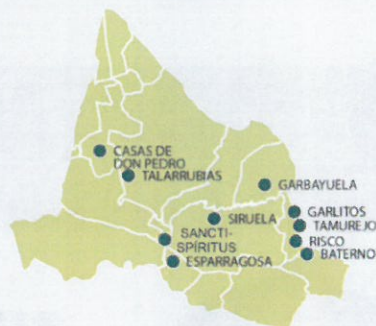 CASAS DE
DON PEDRO
TALARRUBIAS
GARBAYUELA
GARLITOS
SIRUELA
TAMUREJO
SANCTI-
SPÍRITUS
RISCO
BATERNO
ESPARRAGOSA